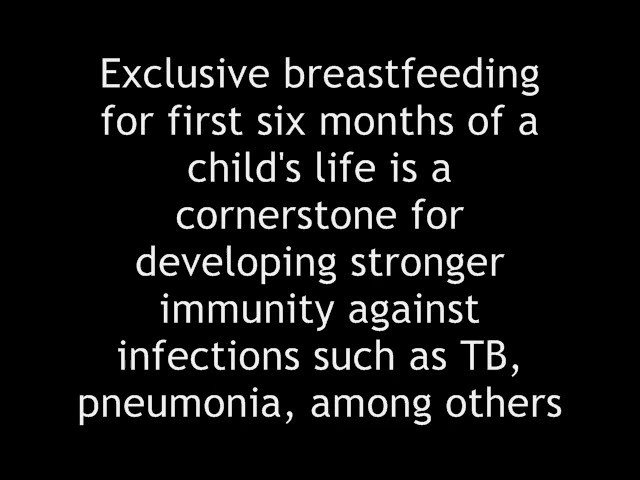 Exclusive breastfeeding
for first six months of a
child's life is a
cornerstone for
developing stronger
immunity against
infections such as TB,
pneumonia, among others